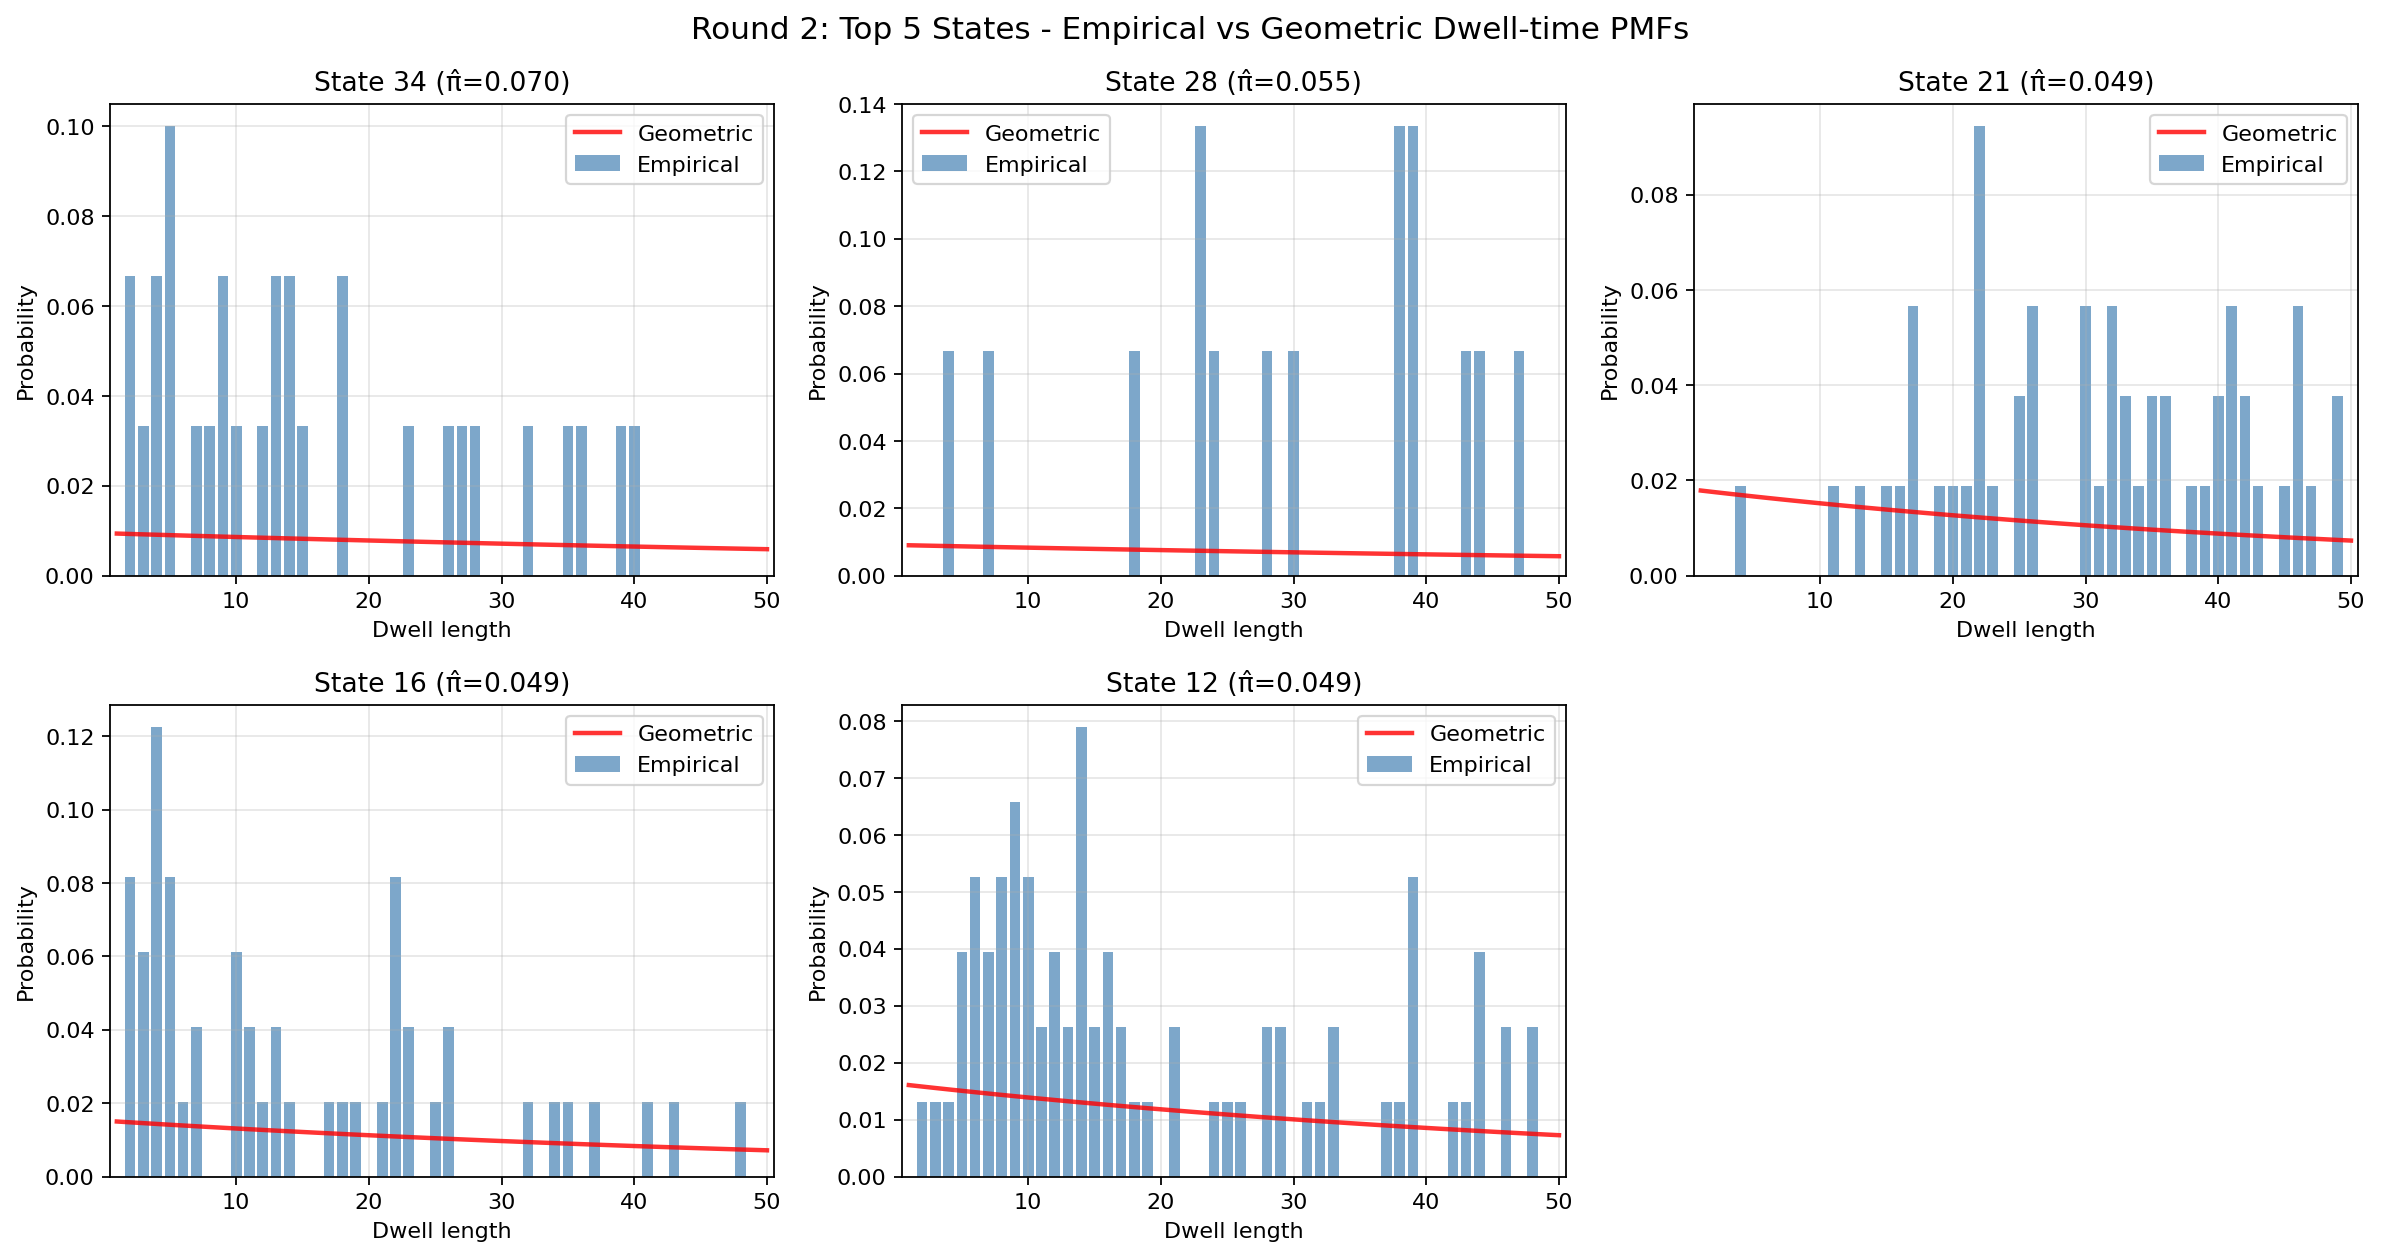 Round 2: Top 5 States - Empirical vs Geometric Dwell-time PMFs
State 34 (π̂=0.070)
Geometric
Empirical
Probability
0.10
0.08
0.06
0.04
0.02
0.00
10 20 30 40 50
Dwell length
State 28 (π̂=0.055)
Geometric
Empirical
Probability
0.14
0.12
0.10
0.08
0.06
0.04
0.02
0.00
10 20 30 40 50
Dwell length
State 21 (π̂=0.049)
Geometric
Empirical
Probability
0.08
0.06
0.04
0.02
0.00
10 20 30 40 50
Dwell length
State 16 (π̂=0.049)
Geometric
Empirical
Probability
0.12
0.10
0.08
0.06
0.04
0.02
0.00
10 20 30 40 50
Dwell length
State 12 (π̂=0.049)
Geometric
Empirical
Probability
0.08
0.07
0.06
0.05
0.04
0.03
0.02
0.01
0.00
10 20 30 40 50
Dwell length